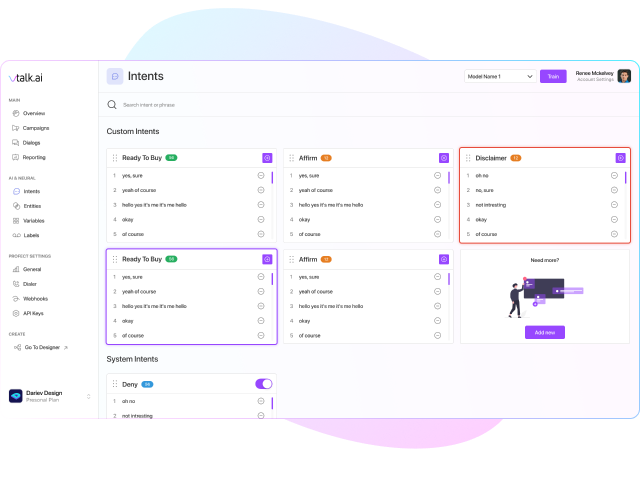 vtalk.ai
Intents
Model Name 1
Train
Renee Mckelvey
Account Settings
Search intent or phrase
MAIN
Overview
Campaigns
Dialogs
Reporting
AI & NEURAL
Intents
Entities
Variables
Labels
PROFECT SETTINGS
General
Dialer
Webhooks
API Keys
CREATE
Go To Designer
Dariev Design
Presonal Plan
Custom Intents
Ready To Buy
1 yes, sure
2 yeah of course
3 hello yes it's me it's me hello
4 okay
5 of course
Affirm
1 yes, sure
2 yeah of course
3 hello yes it's me it's me hello
4 okay
5 of course
Disclaimer
1 oh no
2 no, sure
3 not intresting
4 okay
5 of course
Ready To Buy
1 yes, sure
2 yeah of course
3 hello yes it's me it's me hello
4 okay
5 of course
Affirm
1 yes, sure
2 yeah of course
3 hello yes it's me it's me hello
4 okay
5 of course
Need more?
Add new
System Intents
Deny
1 oh no
2 not intresting